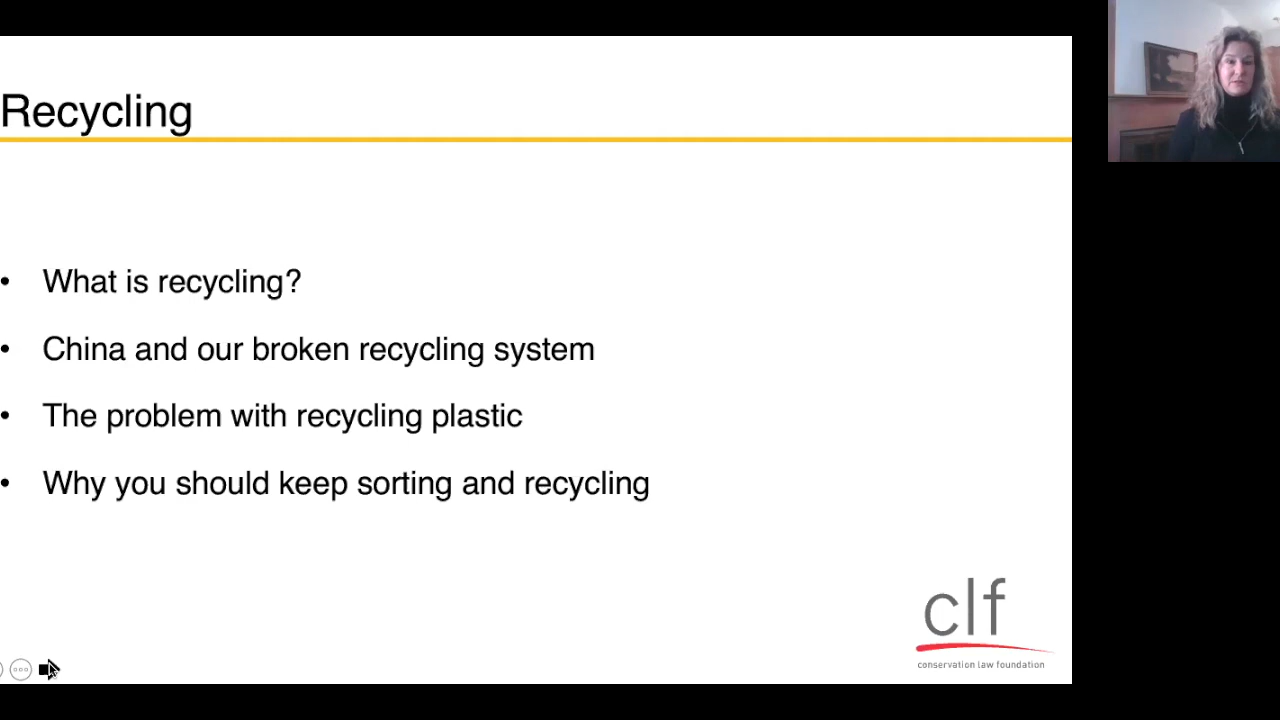 Recycling
• What is recycling?
• China and our broken recycling system
• The problem with recycling plastic
• Why you should keep sorting and recycling
clf
conservation law foundation